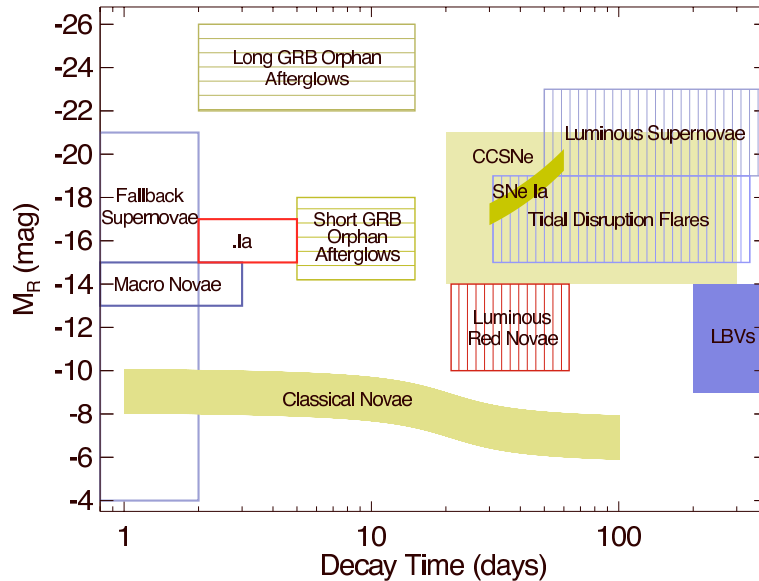 -26
-24
-22
-20
-18
-16
-14
-12
-10
-8
-6
-4
M_R (mag)
Long GRB Orphan
Afterglows
Luminous Supernovae
CCSNe
SNe Ia
Fallback
Supernovae
Short GRB
Orphan
Afterglows
Tidal Disruption Flares
.Ia
Macro Novae
Luminous
Red Novae
LBVs
Classical Novae
1
10
100
Decay Time (days)